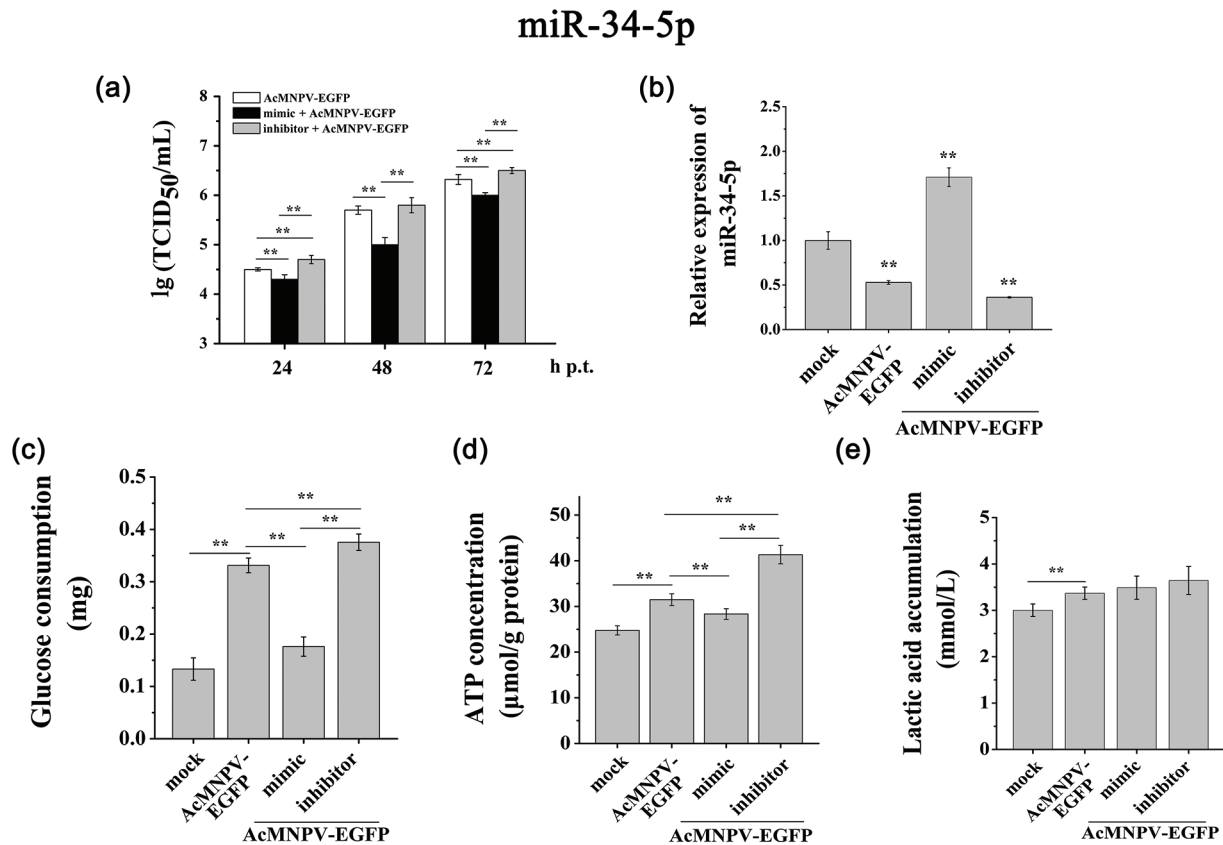 miR-34-5p
(a)
lg (TCID50/mL)
8
7
6
5
4
3
AcMNPV-EGFP
mimic + AcMNPV-EGFP
inhibitor + AcMNPV-EGFP
** ** **
** **
** ** **
24 48 72 h p.t.
(b)
Relative expression of
miR-34-5p
2.5
2.0
1.5
1.0
0.5
0.0
** ** **
mock
AcMNPV-
EGFP
mimic
inhibitor
AcMNPV-EGFP
(c)
Glucose consumption
(mg)
0.5
0.4
0.3
0.2
0.1
0.0
** ** ** **
mock
AcMNPV-
EGFP
mimic
inhibitor
AcMNPV-EGFP
(d)
ATP concentration
(μmol/g protein)
50
40
30
20
10
0
** ** ** **
mock
AcMNPV-
EGFP
mimic
inhibitor
AcMNPV-EGFP
(e)
Lactic acid accumulation
(mmol/L)
5
4
3
2
1
0
**
mock
AcMNPV-
EGFP
mimic
inhibitor
AcMNPV-EGFP